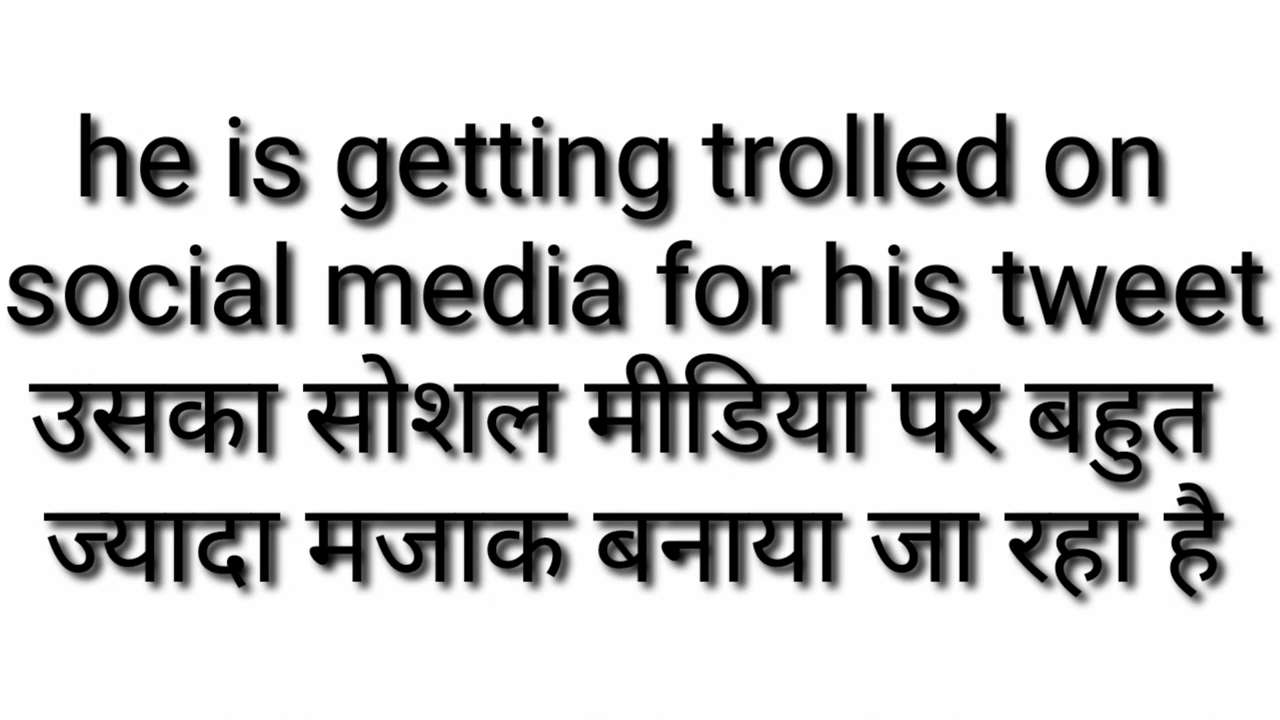 he is getting trolled on
social media for his tweet
उसका सोशल मीडिया पर बहुत
ज्यादा मजाक बनाया जा रहा है